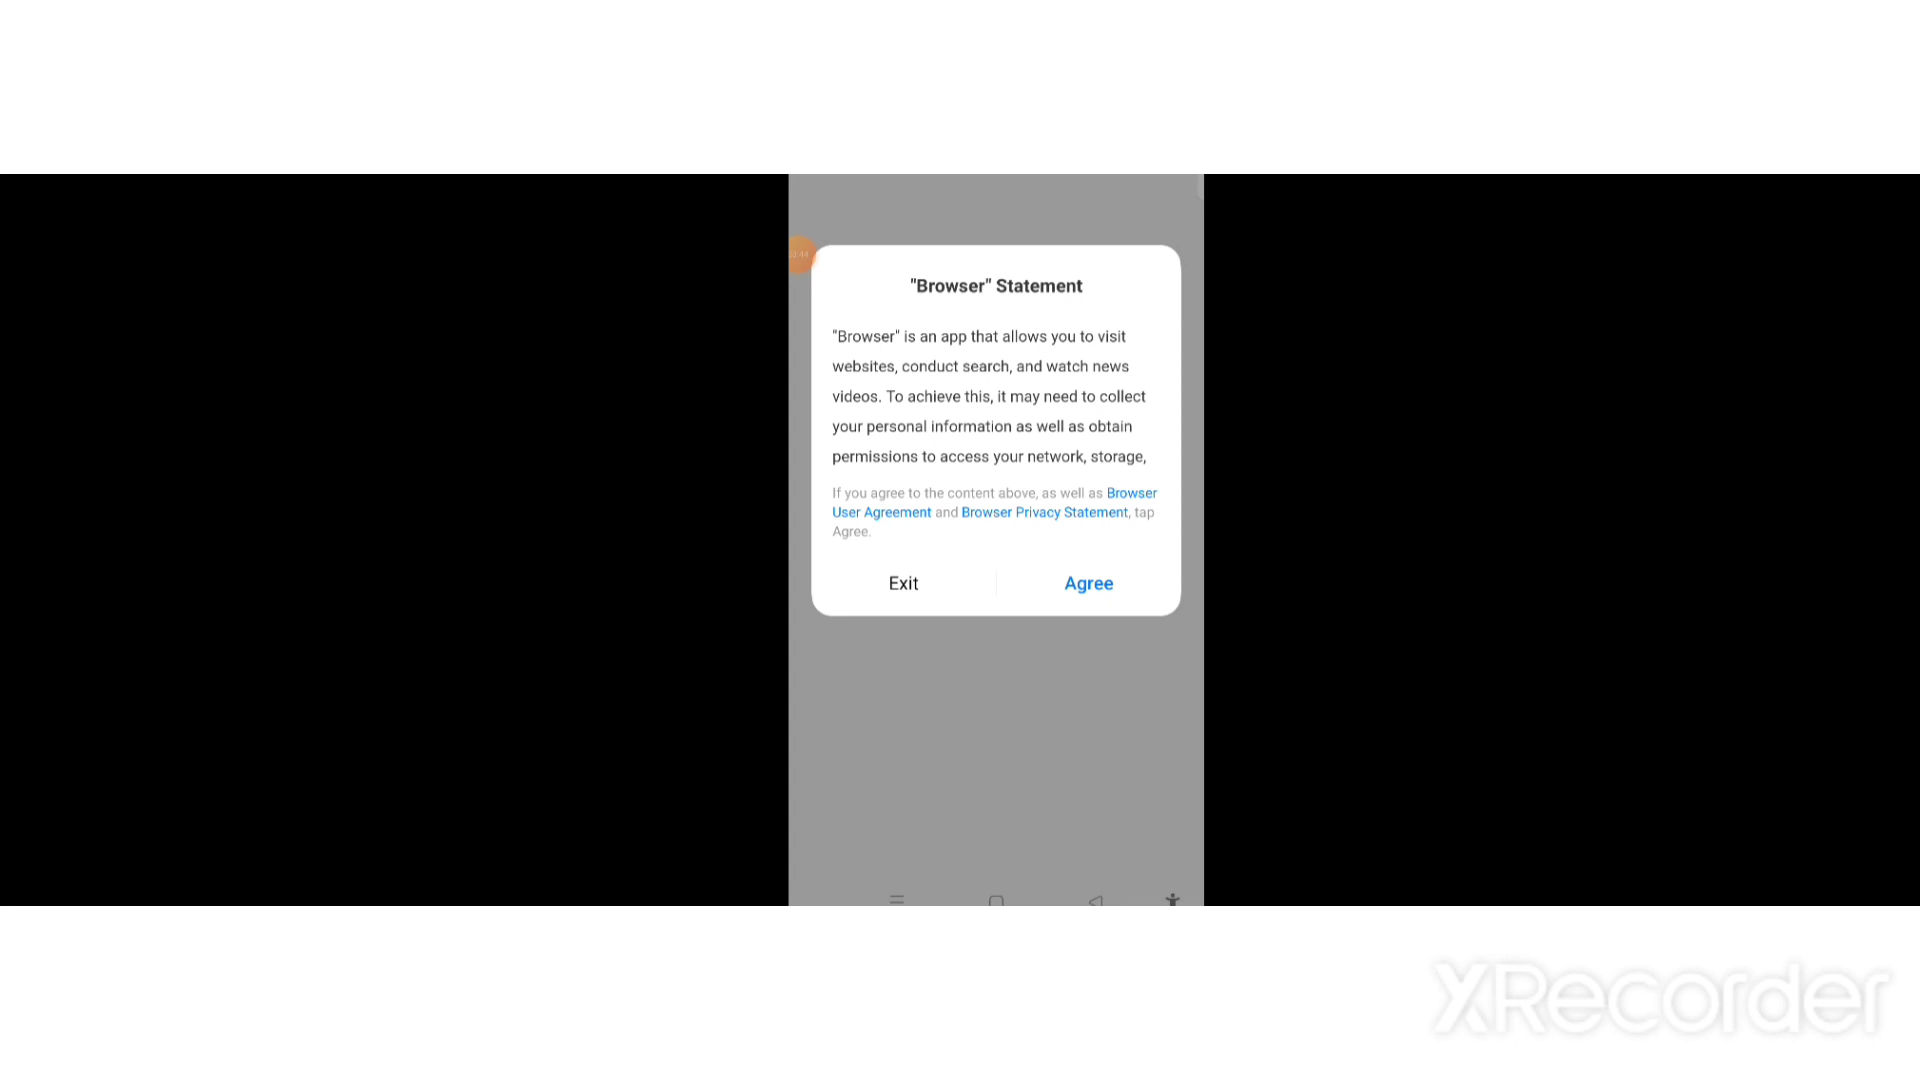 "Browser" Statement
"Browser" is an app that allows you to visit
websites, conduct search, and watch news
videos. To achieve this, it may need to collect
your personal information as well as obtain
permissions to access your network, storage,
If you agree to the content above, as well as Browser
User Agreement and Browser Privacy Statement, tap
Agree.
Exit Agree
XRecorder